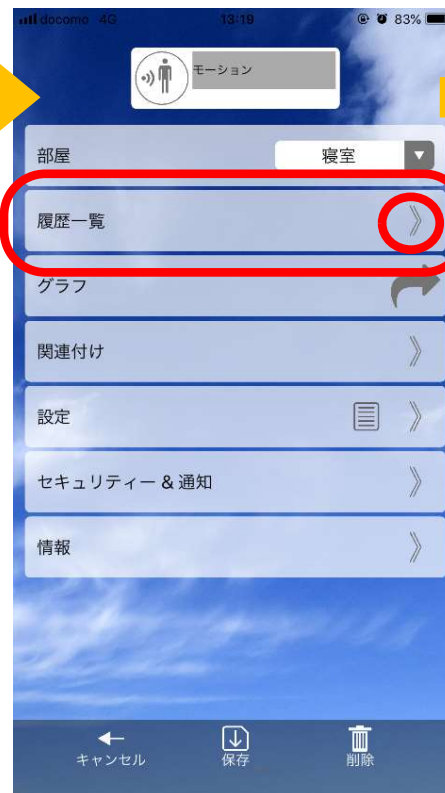 docomo 4G 13:19 83%
モーション
部屋 寝室
履歴一覧
グラフ
関連付け
設定
セキュリティー & 通知
情報
キャンセル 保存 削除